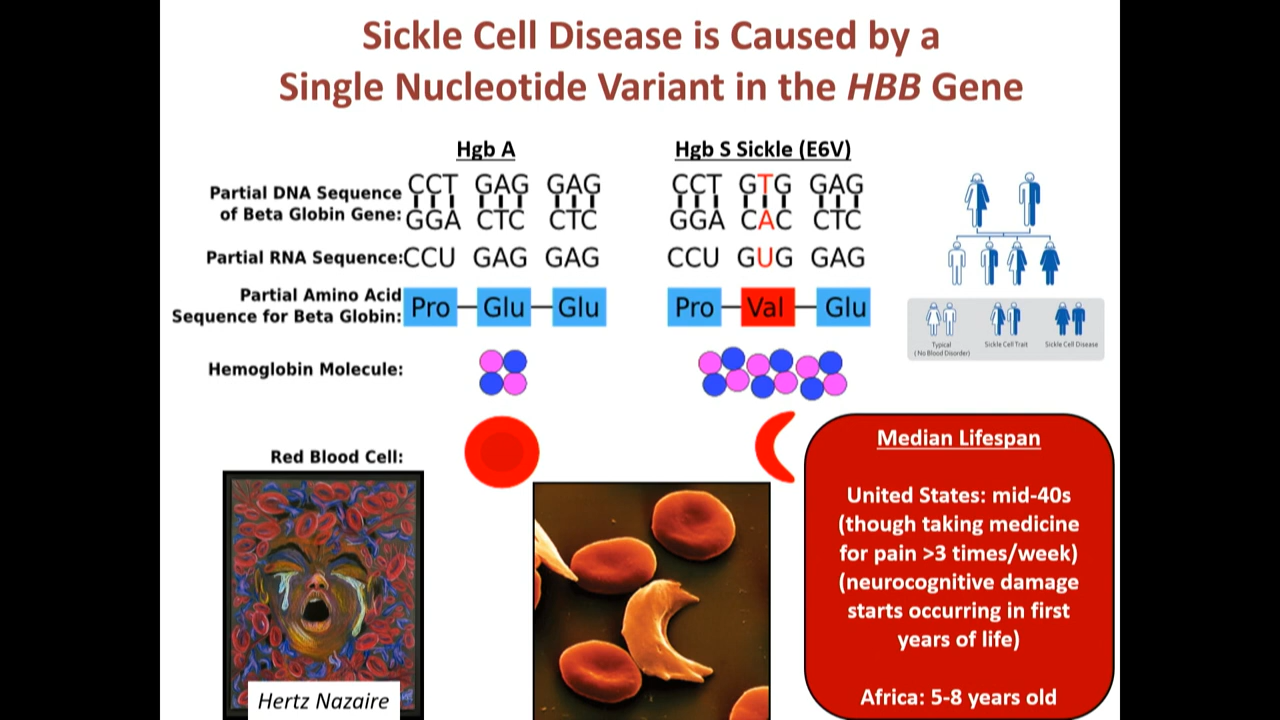 Sickle Cell Disease is Caused by a
Single Nucleotide Variant in the HBB Gene
Hgb A
Hgb S Sickle (E6V)
Partial DNA Sequence
of Beta Globin Gene:
CCT GAG GAG
GGA CTC CTC
CCT GTG GAG
GGA CAC CTC
Partial RNA Sequence:
CCU GAG GAG
CCU GUG GAG
Partial Amino Acid
Sequence for Beta Globin:
Pro Glu Glu
Pro Val Glu
Hemoglobin Molecule:
Red Blood Cell:
Typical
(No Blood Disorder)
Sickle Cell Trait
Sickle Cell Disease
Hertz Nazaire
Median Lifespan
United States: mid-40s
(though taking medicine
for pain >3 times/week)
(neurocognitive damage
starts occurring in first
years of life)
Africa: 5-8 years old